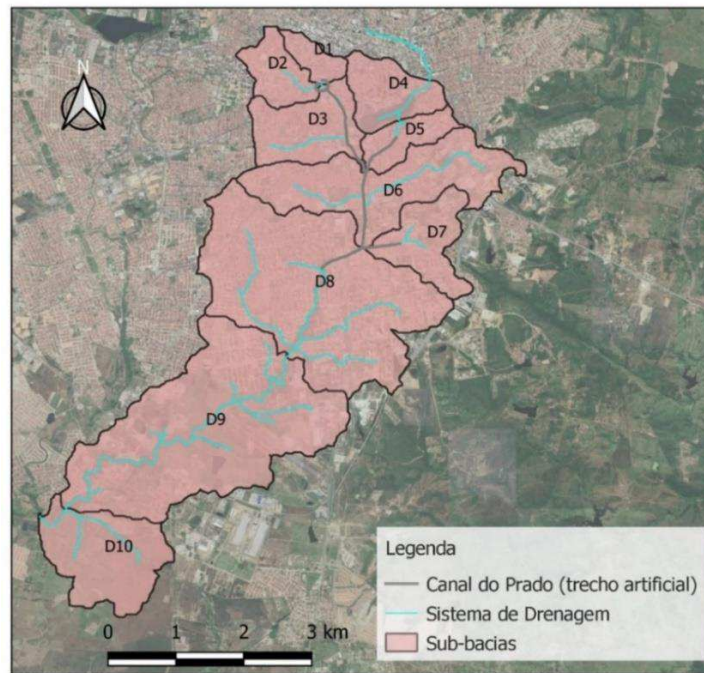 N
D1
D2
D4
D3
D5
D6
D7
D8
D9
D10
Legenda
Canal do Prado (trecho artificial)
Sistema de Drenagem
Sub-bacias
0 1 2 3 km